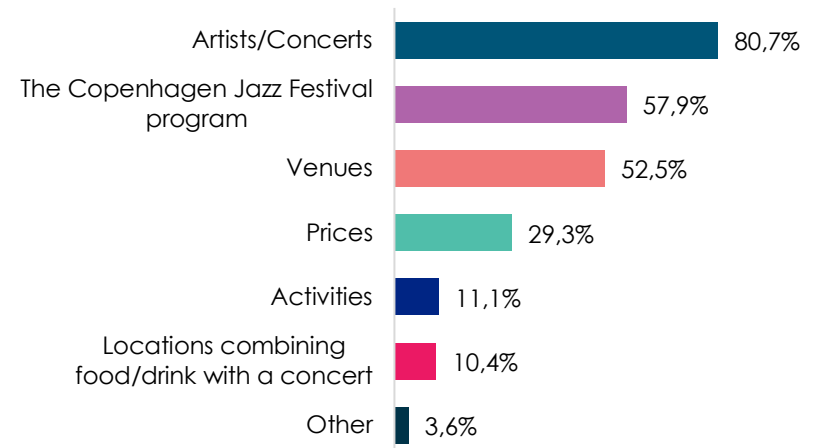 Artists/Concerts 80,7%
The Copenhagen Jazz Festival
program 57,9%
Venues 52,5%
Prices 29,3%
Activities 11,1%
Locations combining
food/drink with a concert 10,4%
Other 3,6%